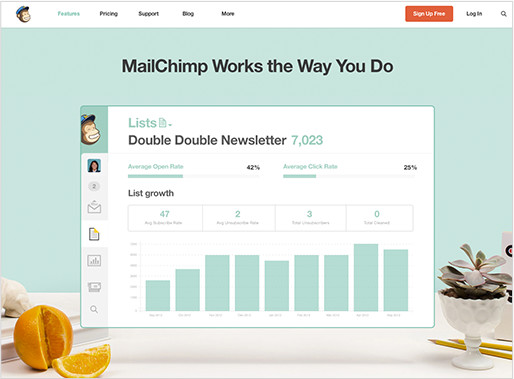 Features Pricing Support Blog More Sign Up Free Log In
MailChimp Works the Way You Do
Lists
Double Double Newsletter 7,023
Average Open Rate 42% Average Click Rate 25%
List growth
47 2 3 0
Avg Subscribe Rate Avg Unsubscribe Rate Total Unsubscribers Total Cleaned
2